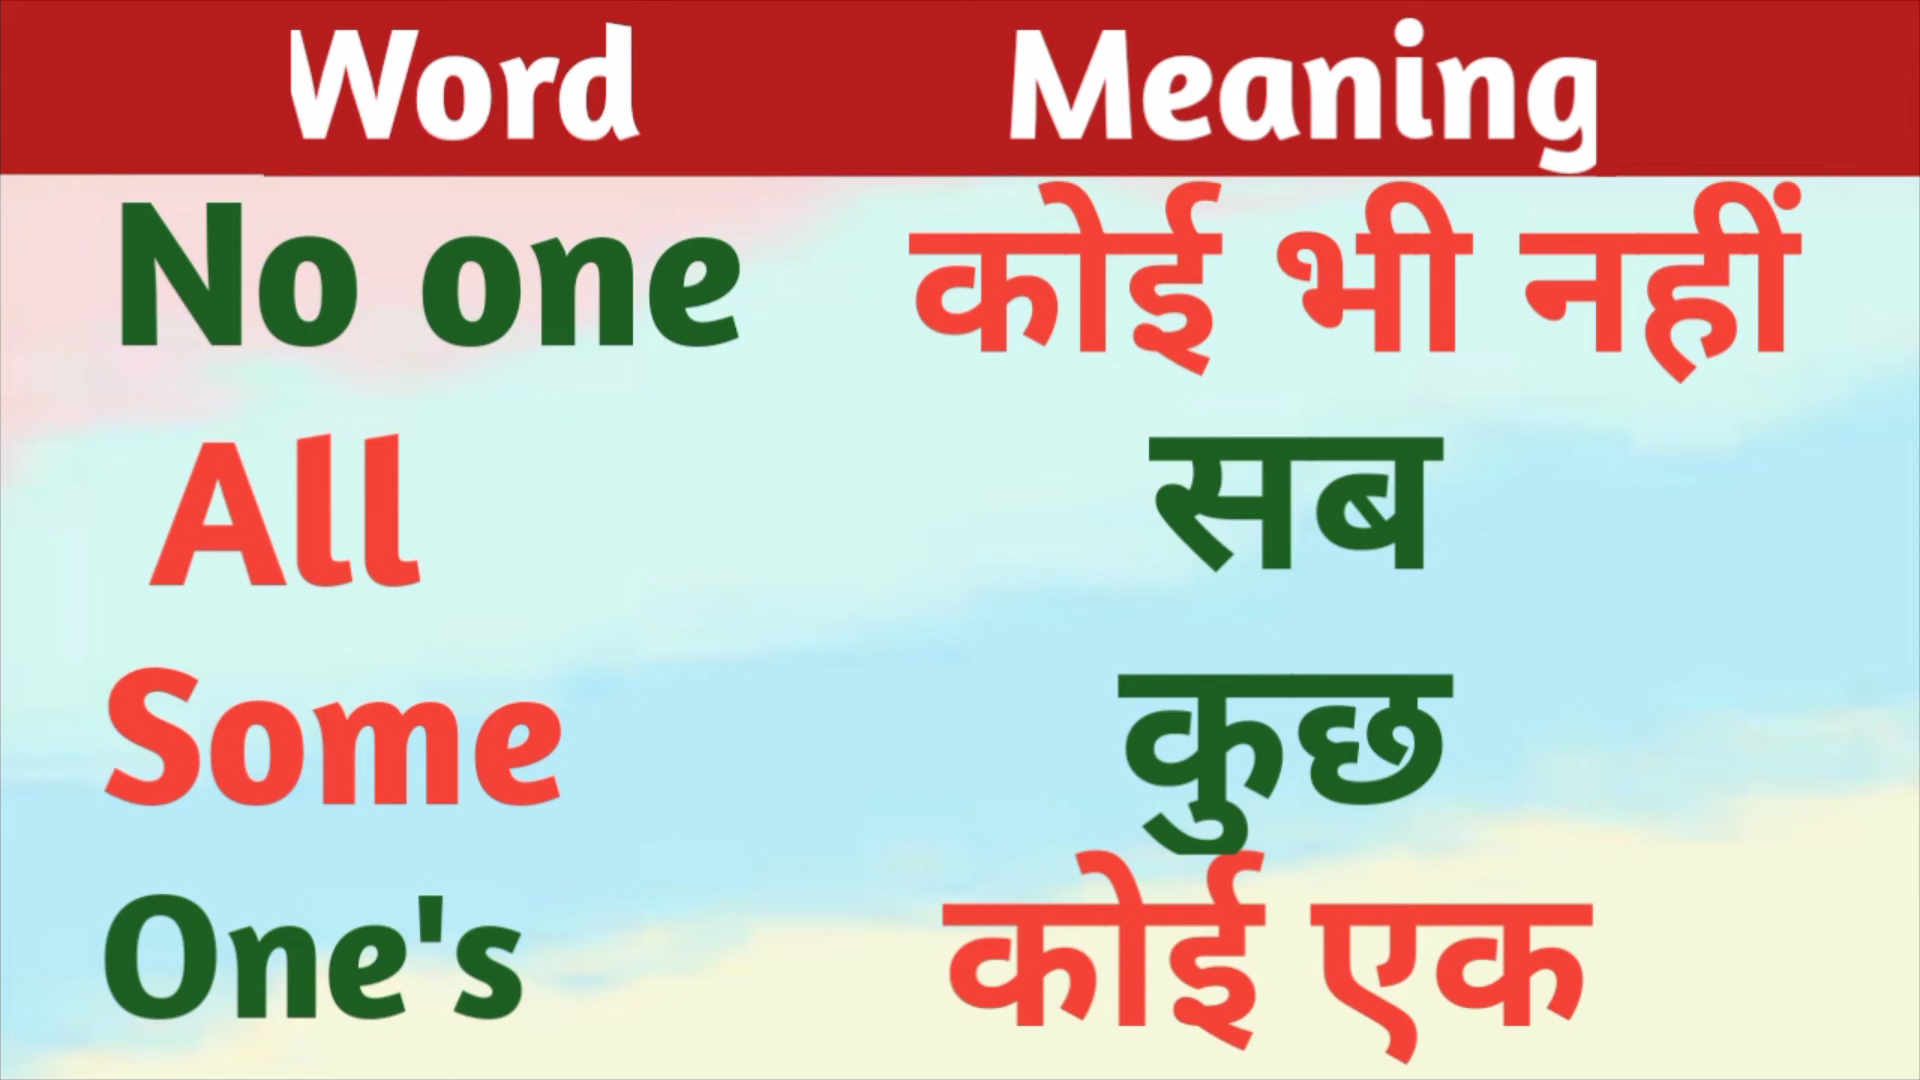 Word Meaning
No one कोई भी नहीं
All सब
Some कुछ
One's कोई एक